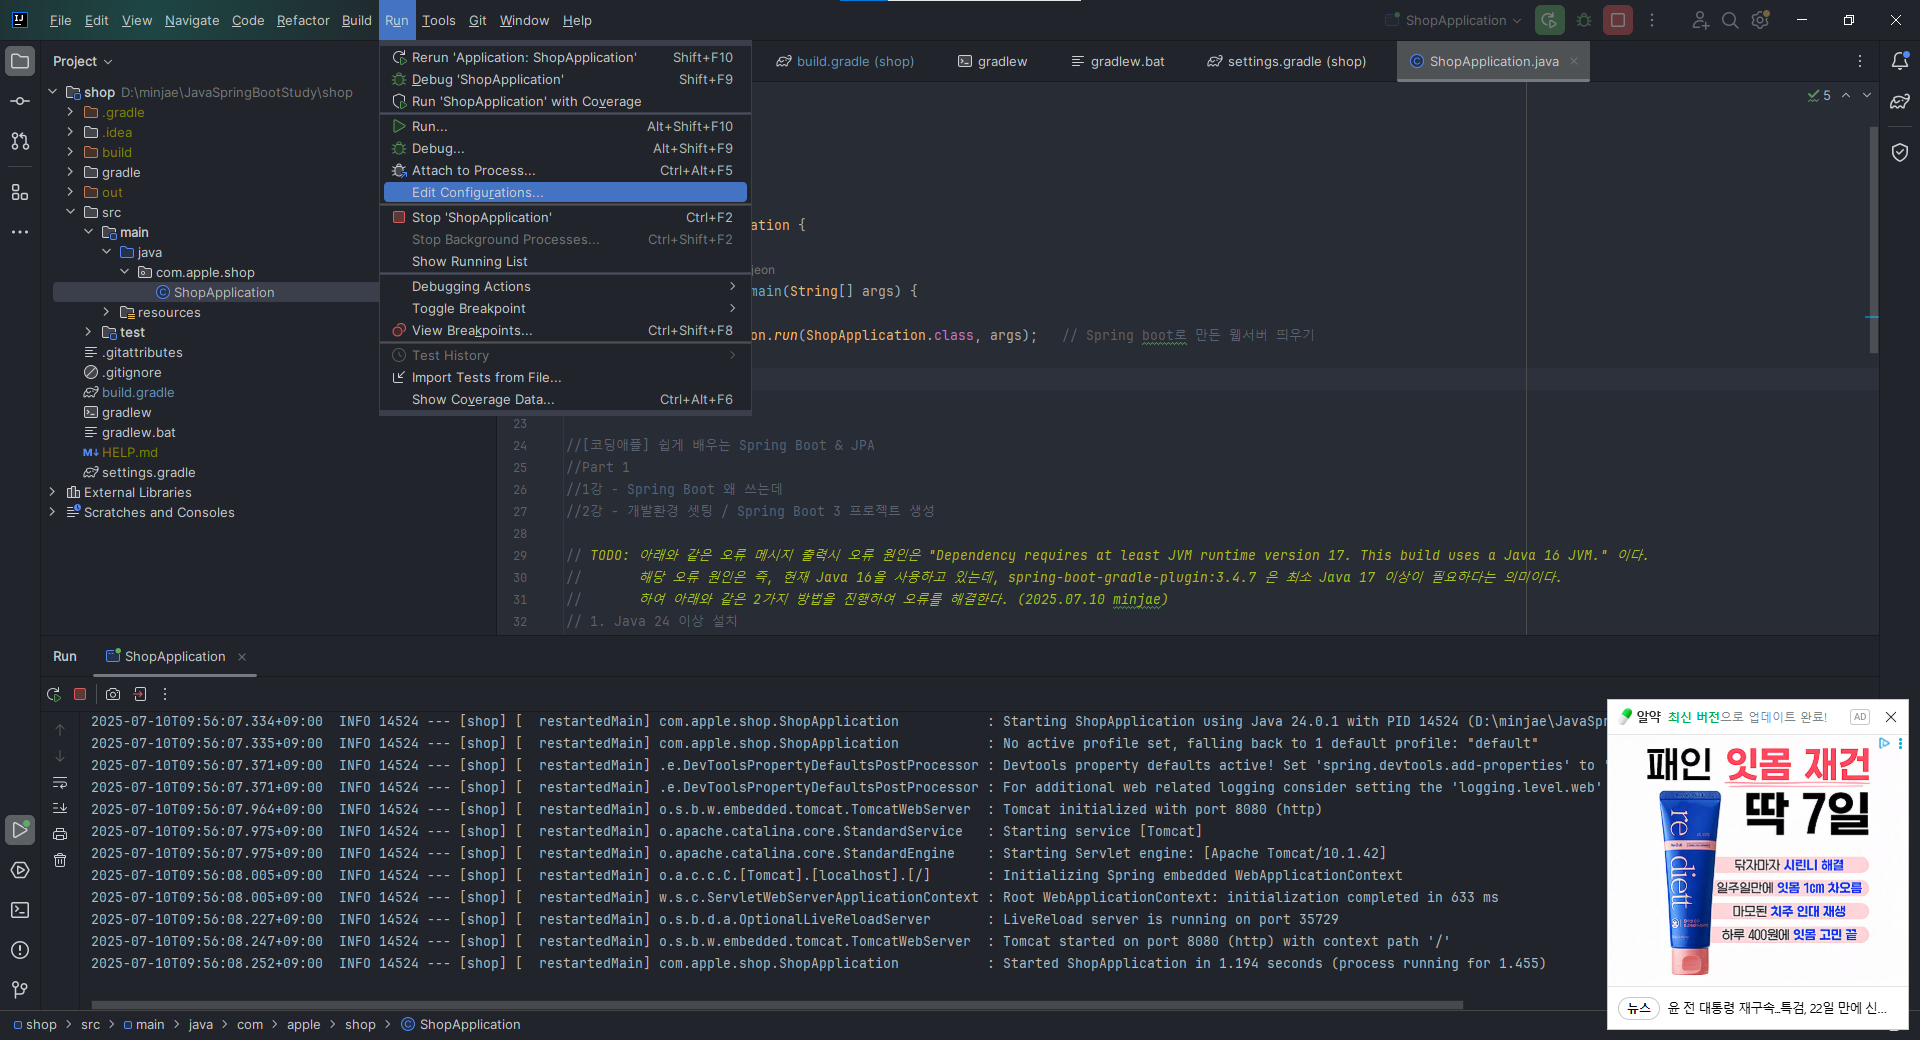 File Edit View Navigate Code Refactor Build Run Tools Git Window Help
ShopApplication
Project
shop D:\minjae\JavaSpringBootStudy\shop
.gradle
.idea
build
gradle
out
src
main
java
com.apple.shop
ShopApplication
resources
test
.gitattributes
.gitignore
build.gradle
gradlew
gradlew.bat
HELP.md
settings.gradle
External Libraries
Scratches and Consoles
Rerun 'Application: ShopApplication' Shift+F10
Debug 'ShopApplication' Shift+F9
Run 'ShopApplication' with Coverage
Run... Alt+Shift+F10
Debug... Alt+Shift+F9
Attach to Process... Ctrl+Alt+F5
Edit Configurations...
Stop 'ShopApplication' Ctrl+F2
Stop Background Processes... Ctrl+Shift+F2
Show Running List
Debugging Actions
Toggle Breakpoint
View Breakpoints... Ctrl+Shift+F8
Test History
Import Tests from File...
Show Coverage Data... Ctrl+Alt+F6
build.gradle (shop) gradlew gradlew.bat settings.gradle (shop) ShopApplication.java
5
ation {
jeon
main(String[] args) {
on.run(ShopApplication.class, args); // Spring boot로 만든 웹서버 띄우기
23
24 //[코딩애플] 쉽게 배우는 Spring Boot & JPA
25 //Part 1
26 //1강 - Spring Boot 왜 쓰는데
27 //2강 - 개발환경 셋팅 / Spring Boot 3 프로젝트 생성
28
29 // TODO: 아래와 같은 오류 메시지 출력시 오류 원인은 "Dependency requires at least JVM runtime version 17. This build uses a Java 16 JVM." 이다.
30 // 해당 오류 원인은 즉, 현재 Java 16을 사용하고 있는데, spring-boot-gradle-plugin:3.4.7 은 최소 Java 17 이상이 필요하다는 의미이다.
31 // 하여 아래와 같은 2가지 방법을 진행하여 오류를 해결한다. (2025.07.10 minjae)
32 // 1. Java 24 이상 설치
Run ShopApplication
2025-07-10T09:56:07.334+09:00 INFO 14524 --- [shop] [ restartedMain] com.apple.shop.ShopApplication : Starting ShopApplication using Java 24.0.1 with PID 14524 (D:\minjae\JavaSpr
2025-07-10T09:56:07.335+09:00 INFO 14524 --- [shop] [ restartedMain] com.apple.shop.ShopApplication : No active profile set, falling back to 1 default profile: "default"
2025-07-10T09:56:07.371+09:00 INFO 14524 --- [shop] [ restartedMain] .e.DevToolsPropertyDefaultsPostProcessor : Devtools property defaults active! Set 'spring.devtools.add-properties' to '
2025-07-10T09:56:07.371+09:00 INFO 14524 --- [shop] [ restartedMain] .e.DevToolsPropertyDefaultsPostProcessor : For additional web related logging consider setting the 'logging.level.web'
2025-07-10T09:56:07.964+09:00 INFO 14524 --- [shop] [ restartedMain] o.s.b.w.embedded.tomcat.TomcatWebServer : Tomcat initialized with port 8080 (http)
2025-07-10T09:56:07.975+09:00 INFO 14524 --- [shop] [ restartedMain] o.apache.catalina.core.StandardService : Starting service [Tomcat]
2025-07-10T09:56:07.975+09:00 INFO 14524 --- [shop] [ restartedMain] o.apache.catalina.core.StandardEngine : Starting Servlet engine: [Apache Tomcat/10.1.42]
2025-07-10T09:56:08.005+09:00 INFO 14524 --- [shop] [ restartedMain] o.a.c.c.C.[Tomcat].[localhost].[/] : Initializing Spring embedded WebApplicationContext
2025-07-10T09:56:08.005+09:00 INFO 14524 --- [shop] [ restartedMain] w.s.c.ServletWebServerApplicationContext : Root WebApplicationContext: initialization completed in 633 ms
2025-07-10T09:56:08.227+09:00 INFO 14524 --- [shop] [ restartedMain] o.s.b.d.a.OptionalLiveReloadServer : LiveReload server is running on port 35729
2025-07-10T09:56:08.247+09:00 INFO 14524 --- [shop] [ restartedMain] o.s.b.w.embedded.tomcat.TomcatWebServer : Tomcat started on port 8080 (http) with context path '/'
2025-07-10T09:56:08.252+09:00 INFO 14524 --- [shop] [ restartedMain] com.apple.shop.ShopApplication : Started ShopApplication in 1.194 seconds (process running for 1.455)
알약 최신 버전으로 업데이트 완료! AD
패인 잇몸 재건
딱 7일
re diett
닦자마자 시린니 해결
일주일만에 잇몸 1cm 차오름
마모된 치주 인대 재생
하루 400원에 잇몸 고민 끝
뉴스 윤 전 대통령 재구속..특검, 22일 만에 신...
shop > src > main > java > com > apple > shop > ShopApplication